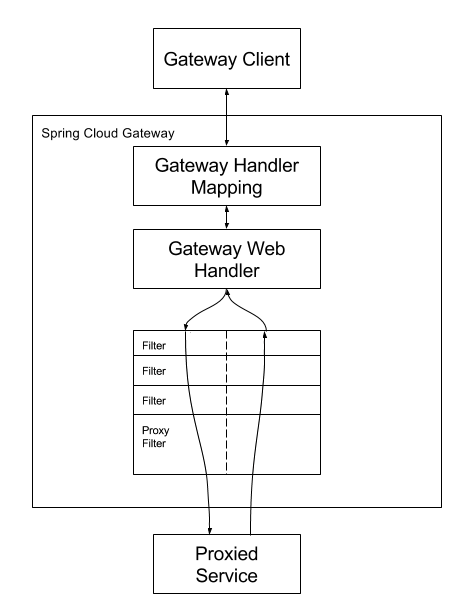 Gateway Client
Spring Cloud Gateway
Gateway Handler
Mapping
Gateway Web
Handler
Filter
Filter
Filter
Proxy
Filter
Proxied
Service